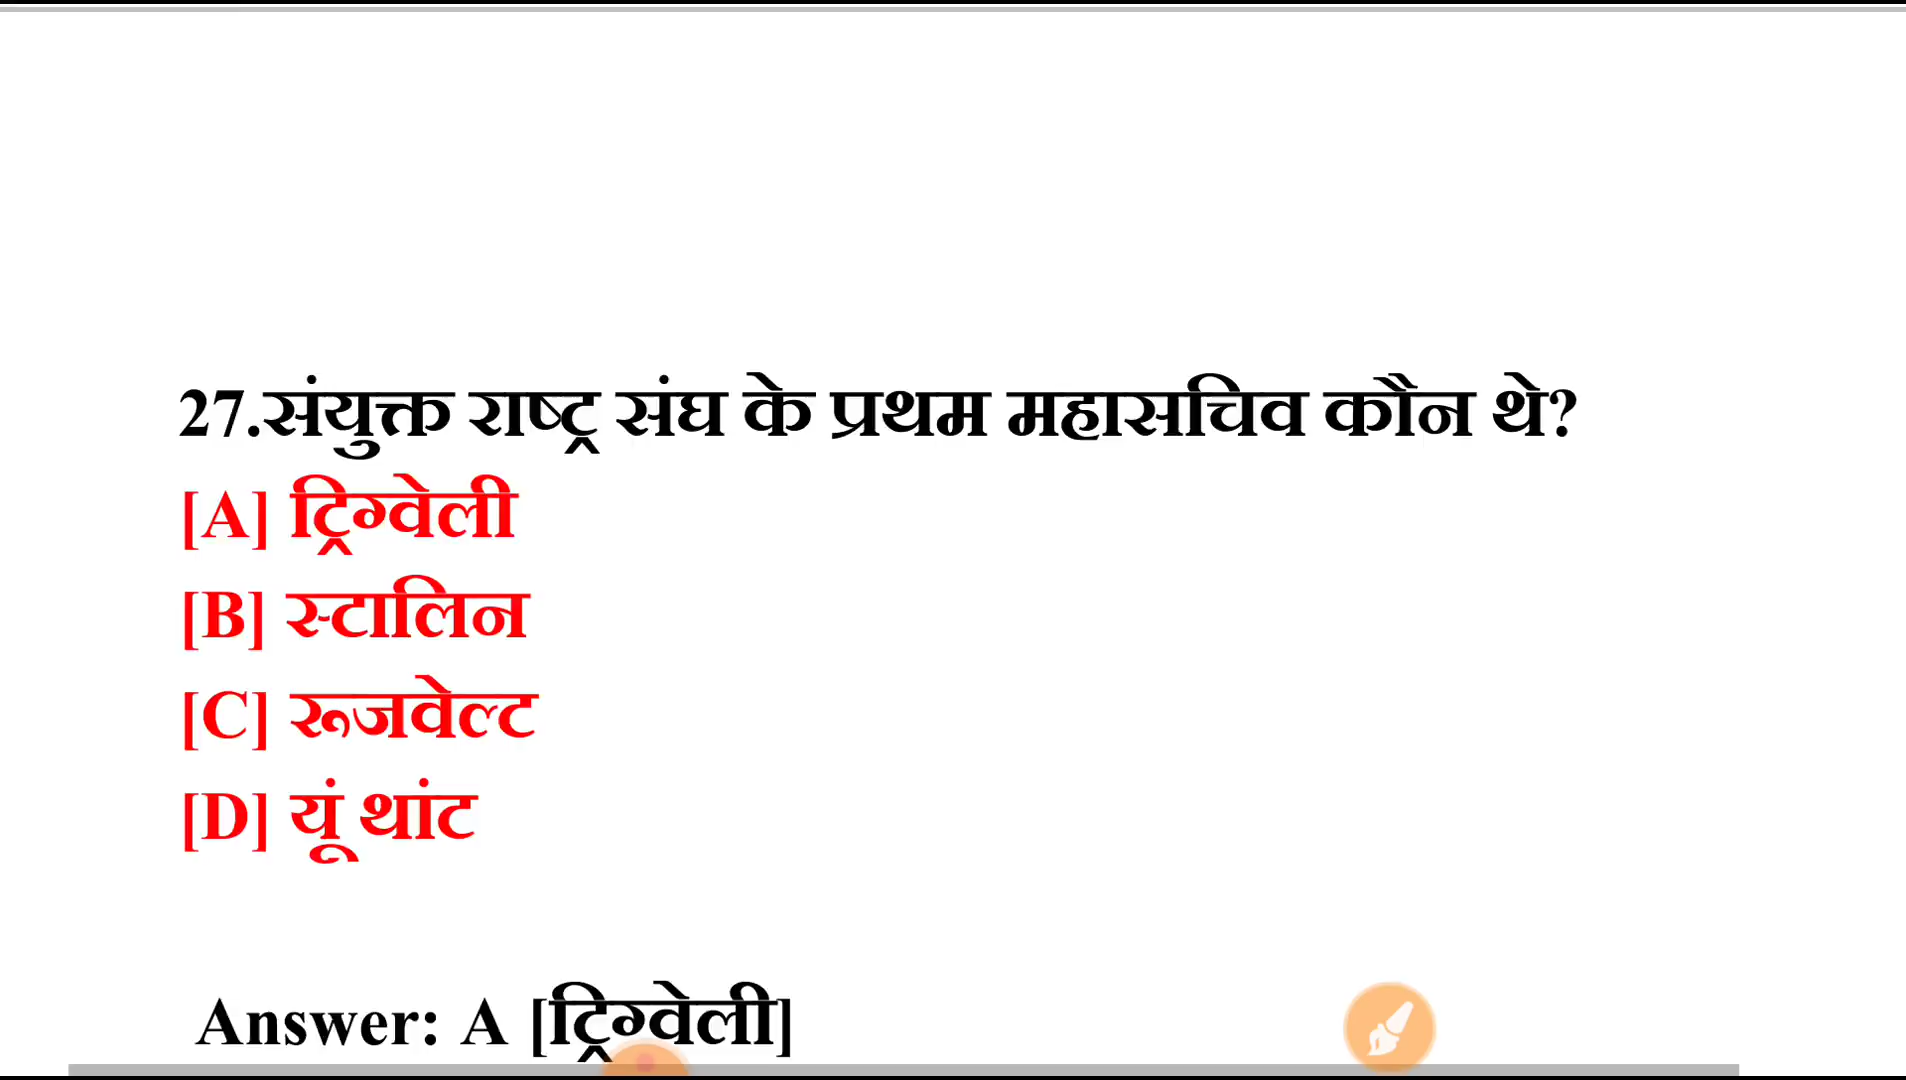 27.संयुक्त राष्ट्र संघ के प्रथम महासचिव कौन थे?
[A] ट्रिग्वेली
[B] स्टालिन
[C] रूजवेल्ट
[D] यूं थांट
Answer: A [ट्रिग्वेली]